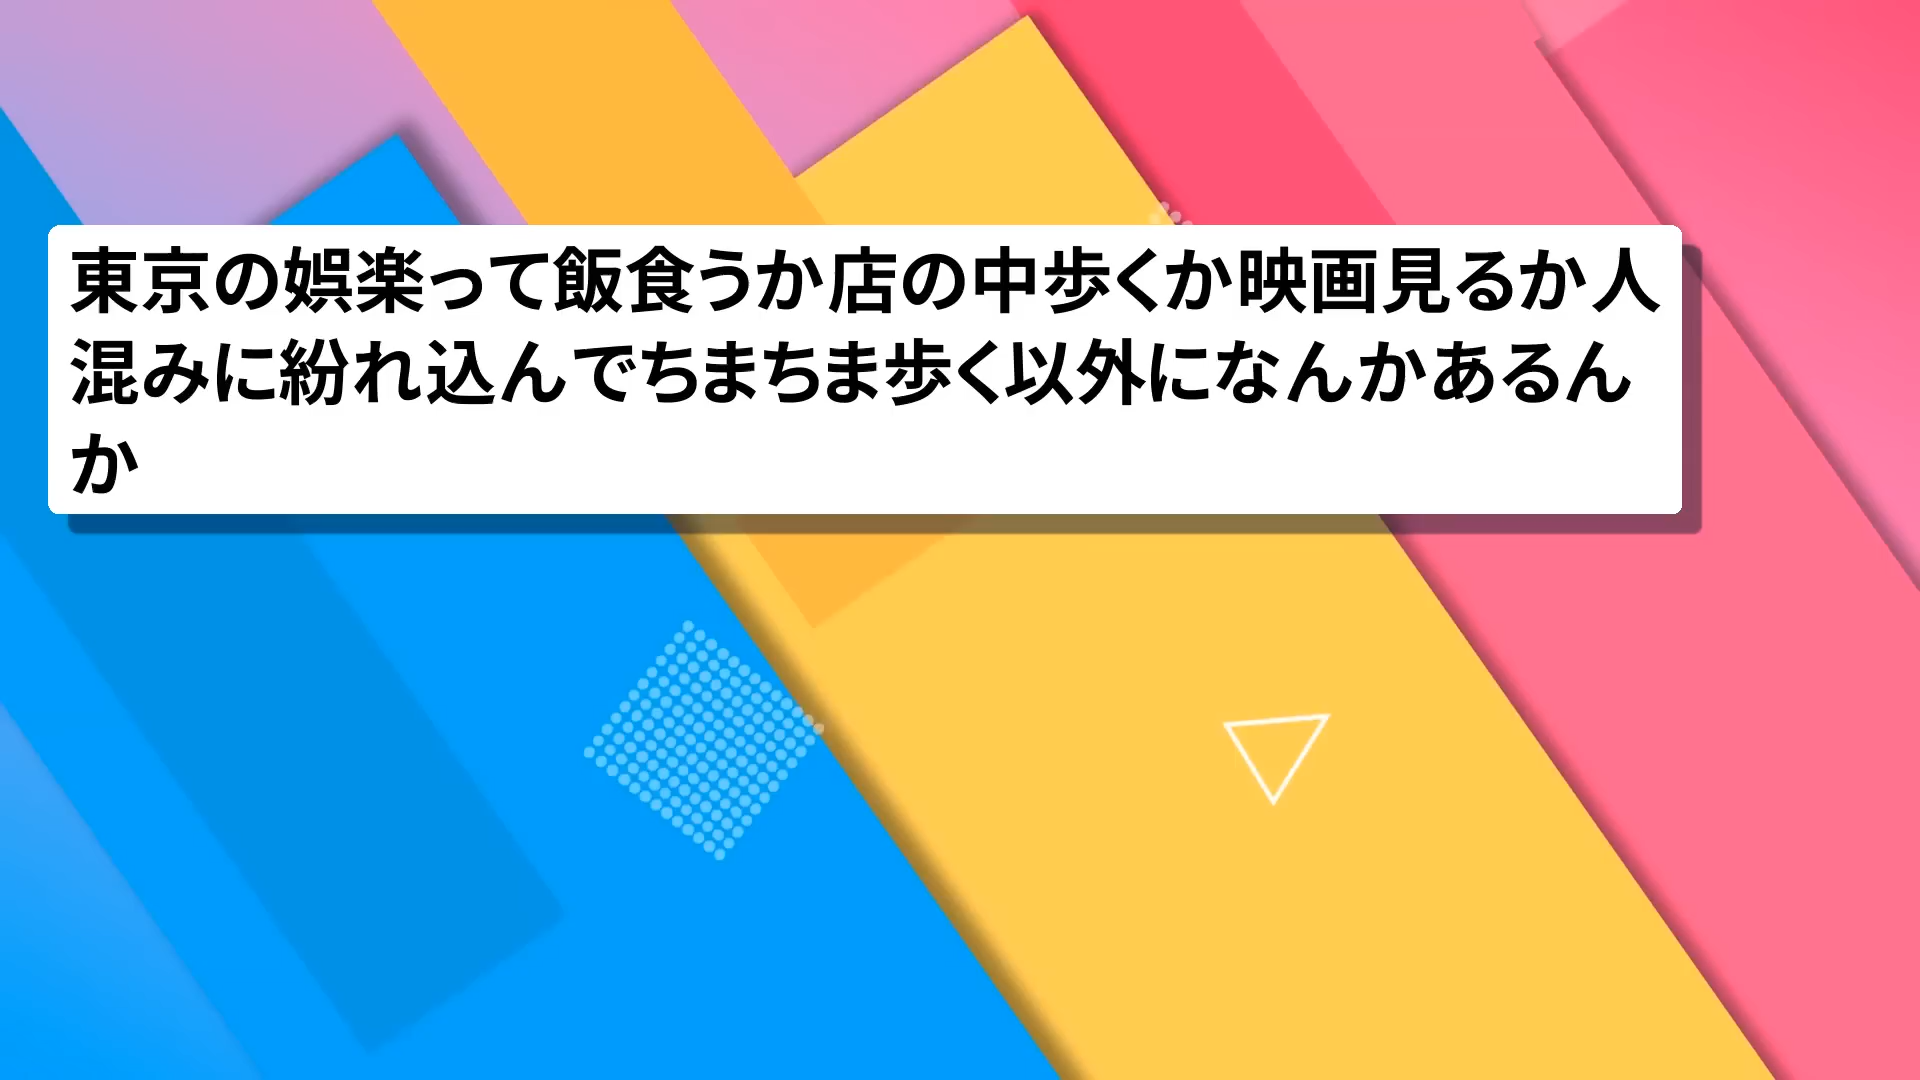 東京の娯楽って飯食うか店の中歩くか映画見るか人
混みに紛れ込んでちまちま歩く以外になんかあるん
か